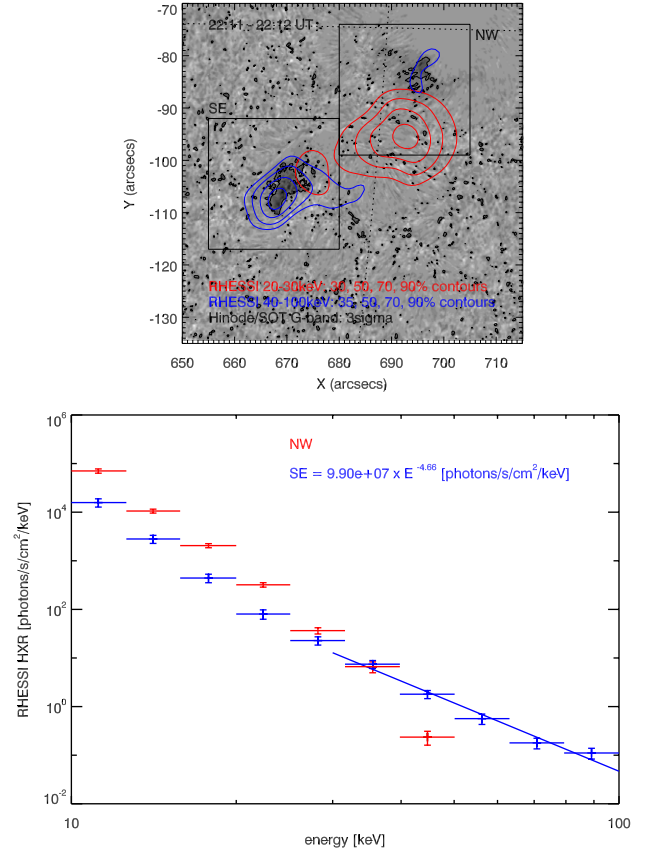 22:11 - 22:12 UT
NW
SE
RHESSI 20-30keV: 30, 50, 70, 90% contours
RHESSI 40-100keV: 35, 50, 70, 90% contours
Hinode/SOT G-band: 3sigma
-70
-80
-90
-100
-110
-120
-130
Y (arcsecs)
650 660 670 680 690 700 710
X (arcsecs)
NW
SE = 9.90e+07 x E^-4.66 [photons/s/cm^2/keV]
10^6
10^4
10^2
10^0
10^-2
RHESSI HXR [photons/s/cm^2/keV]
10 100
energy [keV]